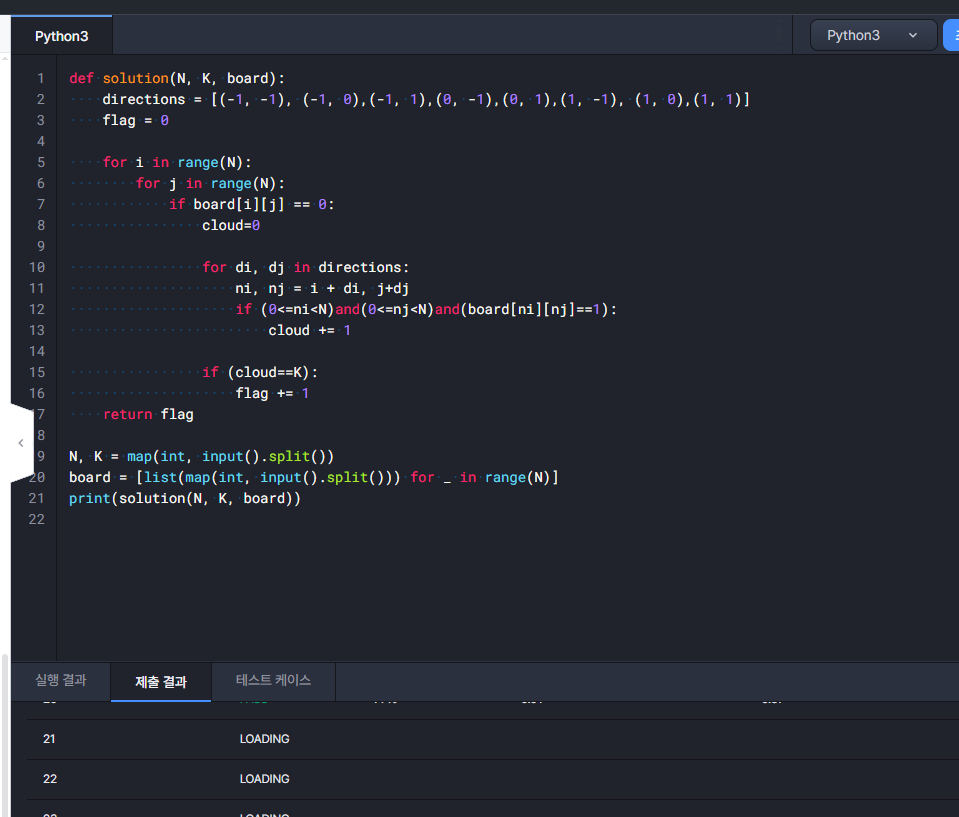 Python3
Python3
1 def solution(N, K, board):
2 directions = [(-1, -1), (-1, 0),(-1, 1),(0, -1),(0, 1),(1, -1), (1, 0),(1, 1)]
3 flag = 0
4
5 for i in range(N):
6 for j in range(N):
7 if board[i][j] == 0:
8 cloud=0
9
10 for di, dj in directions:
11 ni, nj = i + di, j+dj
12 if (0<=ni<N)and(0<=nj<N)and(board[ni][nj]==1):
13 cloud += 1
14
15 if (cloud==K):
16 flag += 1
17 return flag
8
9 N, K = map(int, input().split())
20 board = [list(map(int, input().split())) for _ in range(N)]
21 print(solution(N, K, board))
22
실행 결과 제출 결과 테스트 케이스
21 LOADING
22 LOADING